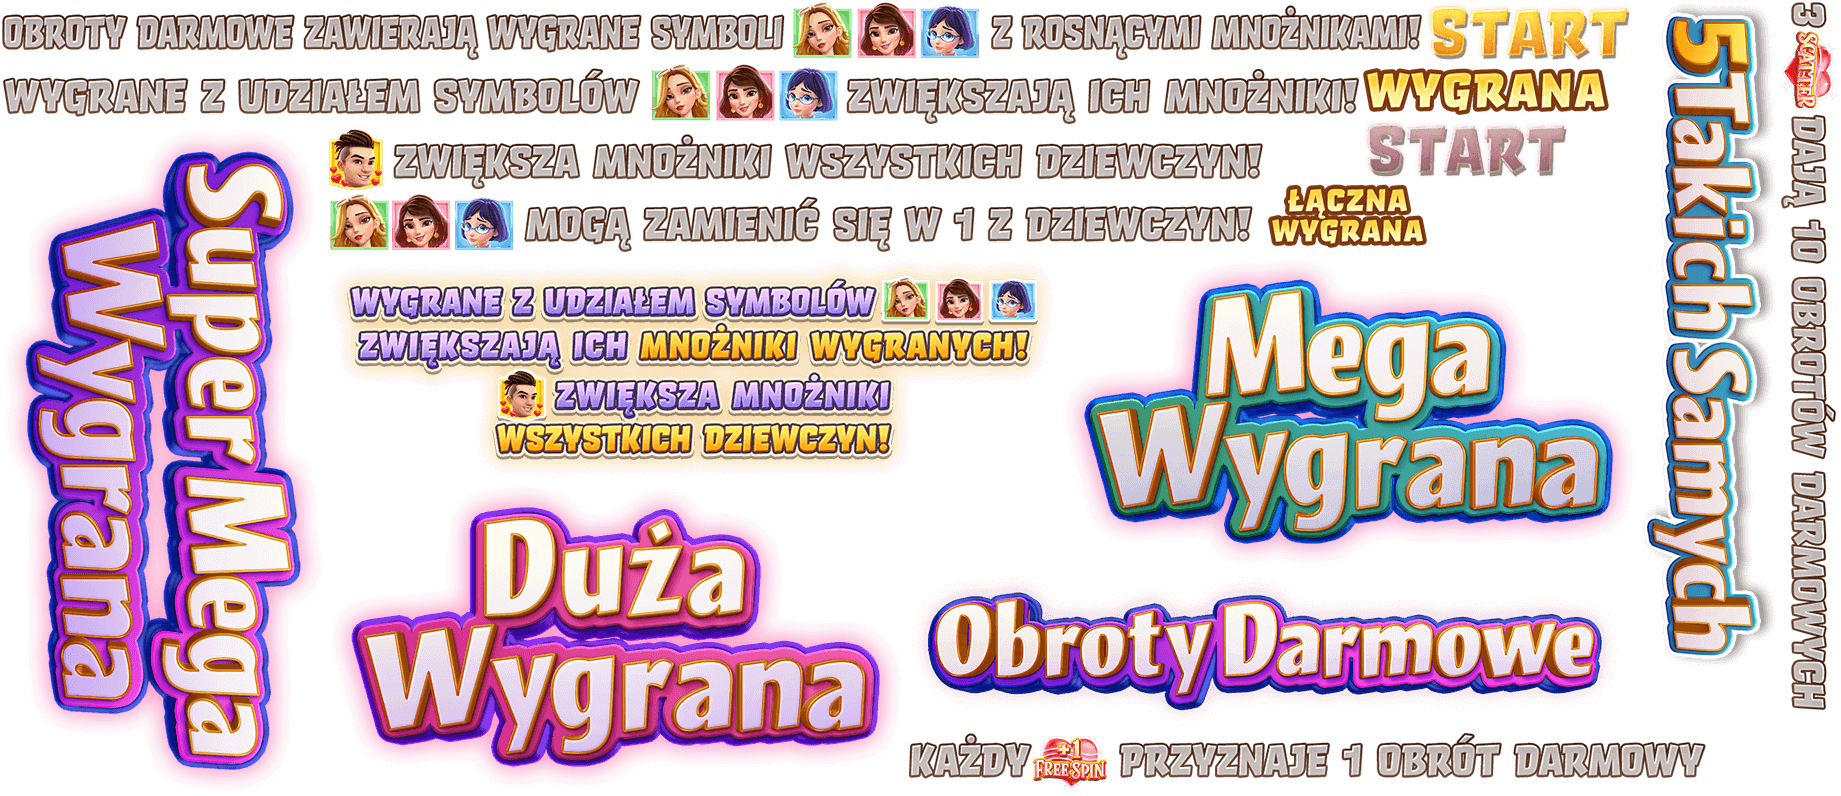 OBROTY DARMOWE ZAWIERAJĄ WYGRANE SYMBOLI Z ROSNĄCYMI MNOŻNIKAMI!
START
WYGRANE Z UDZIAŁEM SYMBOLÓW ZWIĘKSZAJĄ ICH MNOŻNIKI!
WYGRANA
ZWIĘKSZA MNOŻNIKI WSZYSTKICH DZIEWCZYN!
START
MOGĄ ZAMIENIĆ SIĘ W 1 Z DZIEWCZYN!
ŁĄCZNA
WYGRANA
WYGRANE Z UDZIAŁEM SYMBOLÓW
ZWIĘKSZAJĄ ICH MNOŻNIKI WYGRANYCH!
ZWIĘKSZA MNOŻNIKI
WSZYSTKICH DZIEWCZYN!
Super Mega
Wygrana
Mega
Wygrana
Duża
Wygrana
Obroty Darmowe
KAŻDY +1 FREE SPIN PRZYZNAJE 1 OBRÓT DARMOWY
5 Takich Samych
3 SCATTER DAJĄ 10 OBROTÓW DARMOWYCH